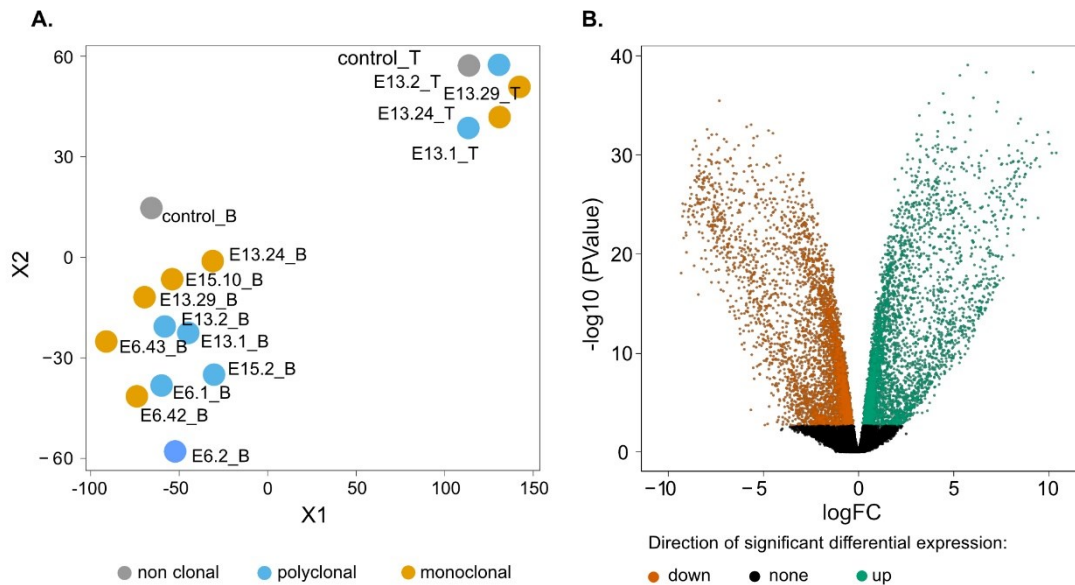 A.
60
30
0
−30
−60
X2
control_T
E13.2_T
E13.29_T
E13.24_T
E13.1_T
control_B
E13.24_B
E15.10_B
E13.29_B
E13.2_B
E13.1_B
E6.43_B
E15.2_B
E6.1_B
E6.42_B
E6.2_B
-100 -50 0 50 100 150
X1
non clonal polyclonal monoclonal
B.
40
30
20
10
0
-log10 (PValue)
−10 −5 0 5 10
logFC
Direction of significant differential expression:
down none up